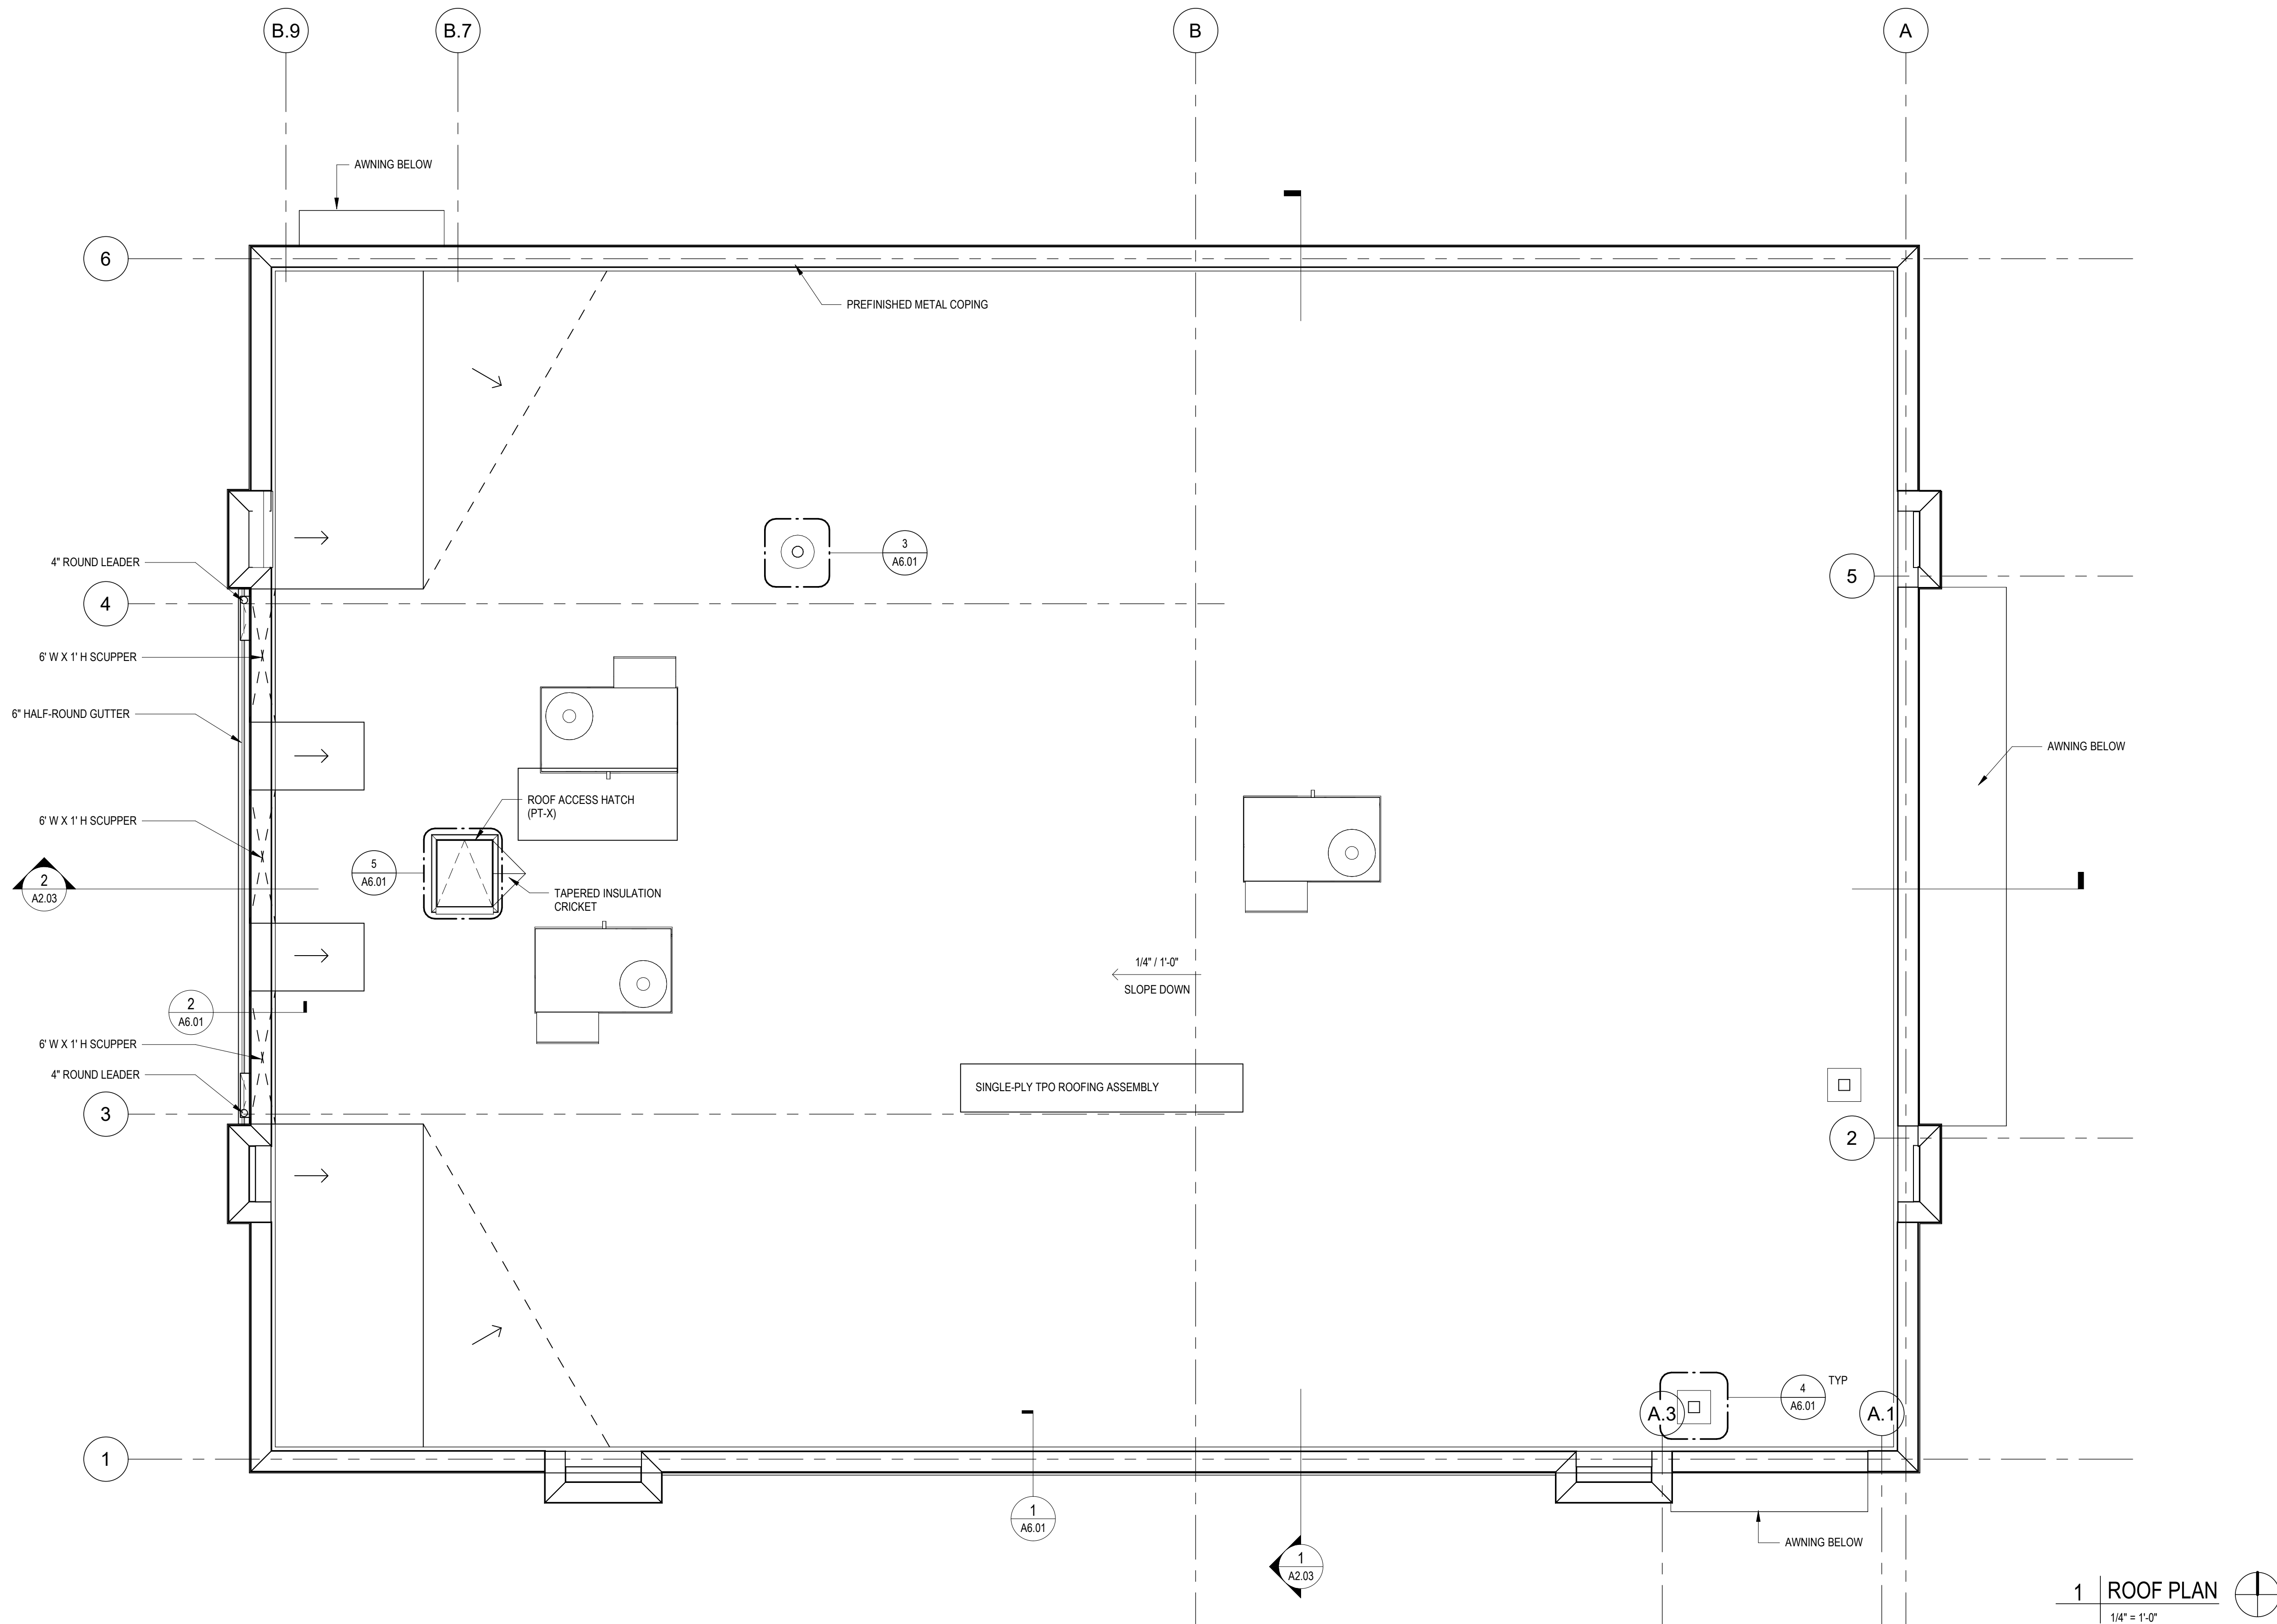 B.9
B.7
B
A
AWNING BELOW
6
PREFINISHED METAL COPING
3
A6.01
4" ROUND LEADER
5
4
6' W X 1' H SCUPPER
6" HALF-ROUND GUTTER
AWNING BELOW
ROOF ACCESS HATCH
(PT-X)
6' W X 1' H SCUPPER
5
A6.01
2
A2.03
TAPERED INSULATION
CRICKET
1/4" / 1'-0"
SLOPE DOWN
2
A6.01
6' W X 1' H SCUPPER
4" ROUND LEADER
SINGLE-PLY TPO ROOFING ASSEMBLY
3
2
TYP
4
A6.01
A.3
A.1
1
1
A6.01
AWNING BELOW
1
A2.03
1 ROOF PLAN
1/4" = 1'-0"